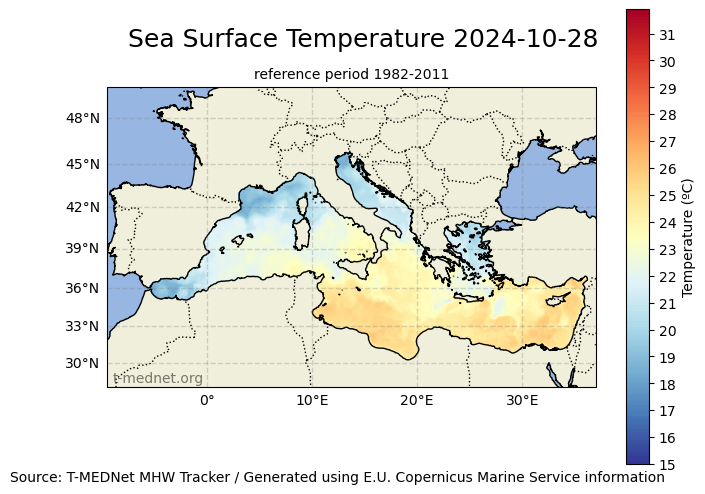 Sea Surface Temperature 2024-10-28
reference period 1982-2011
48°N
45°N
42°N
39°N
36°N
33°N
30°N
t-mednet.org
0°
10°E
20°E
30°E
31
30
29
28
27
26
25
24
23
22
21
20
19
18
17
16
15
Temperature (ºC)
Source: T-MEDNet MHW Tracker / Generated using E.U. Copernicus Marine Service information